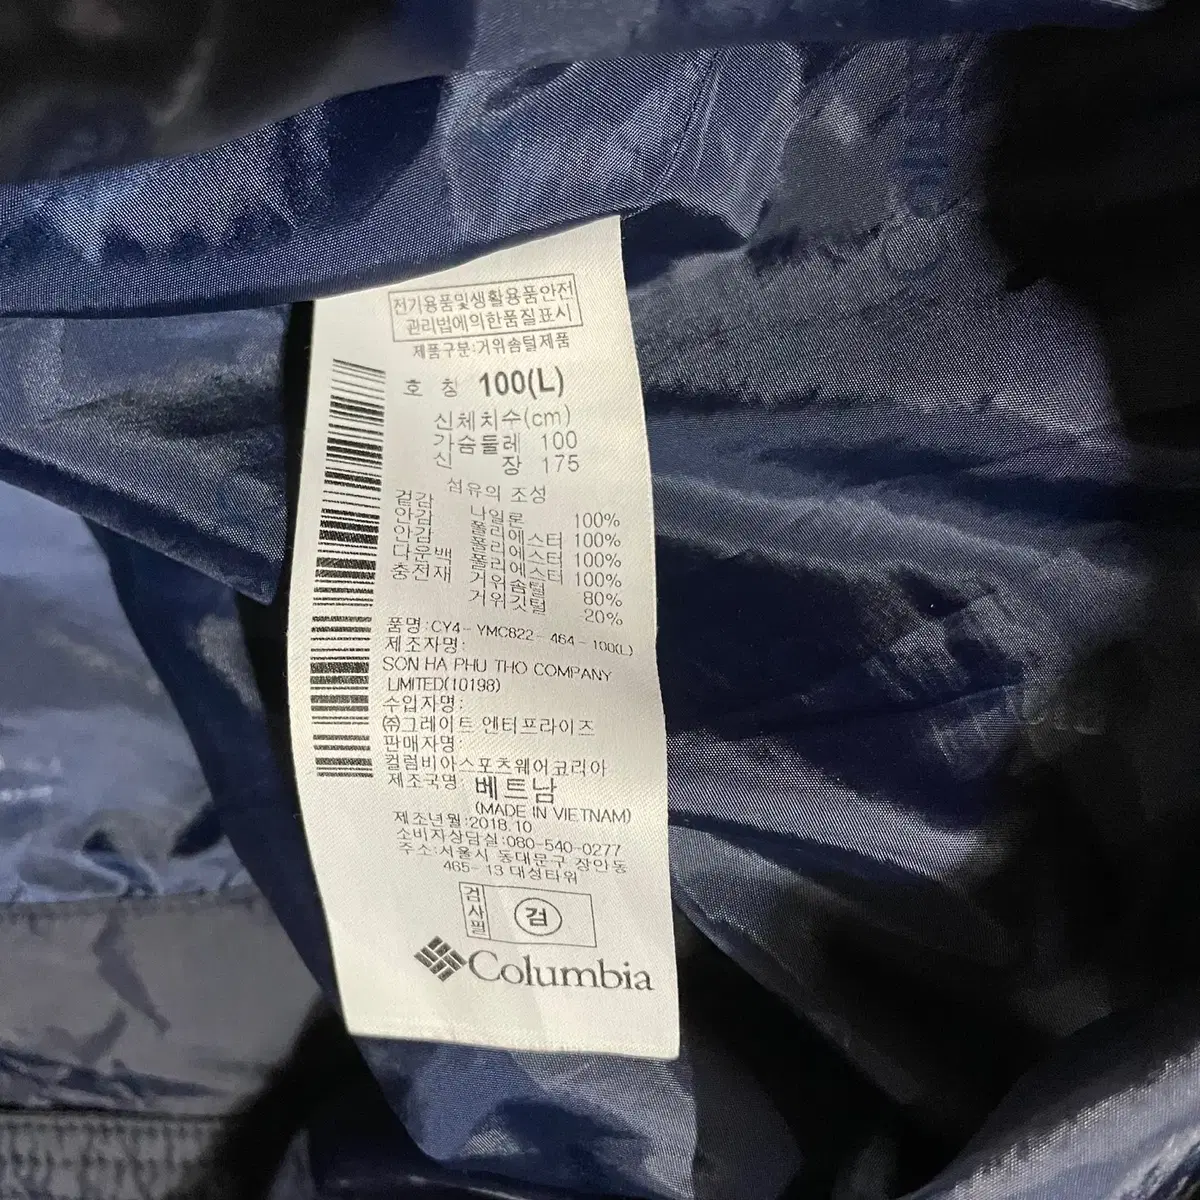 전기용품및생활용품안전
관리법에의한품질표시
제품구분:거위솜털제품
호 칭 100(L)
신체치수(cm)
가슴둘레 100
신 장 175
섬유의 조성
겉감 나일론 100%
안감 폴리에스터 100%
안감 폴리에스터 100%
다운백 폴리에스터 100%
충전재 거위솜털 80%
거위깃털 20%
품명:CY4-YMC822-464-100(L)
제조자명:
SON HA PHU THO COMPANY
LIMITED(10198)
수입자명:
㈜그레이트 엔터프라이즈
판매자명:
컬럼비아스포츠웨어코리아
제조국명: 베트남
(MADE IN VIETNAM)
제조년월:2018.10
소비자상담실:080-540-0277
주소:서울시 동대문구 장안동
465-13 대성타워
검사필 검
Columbia